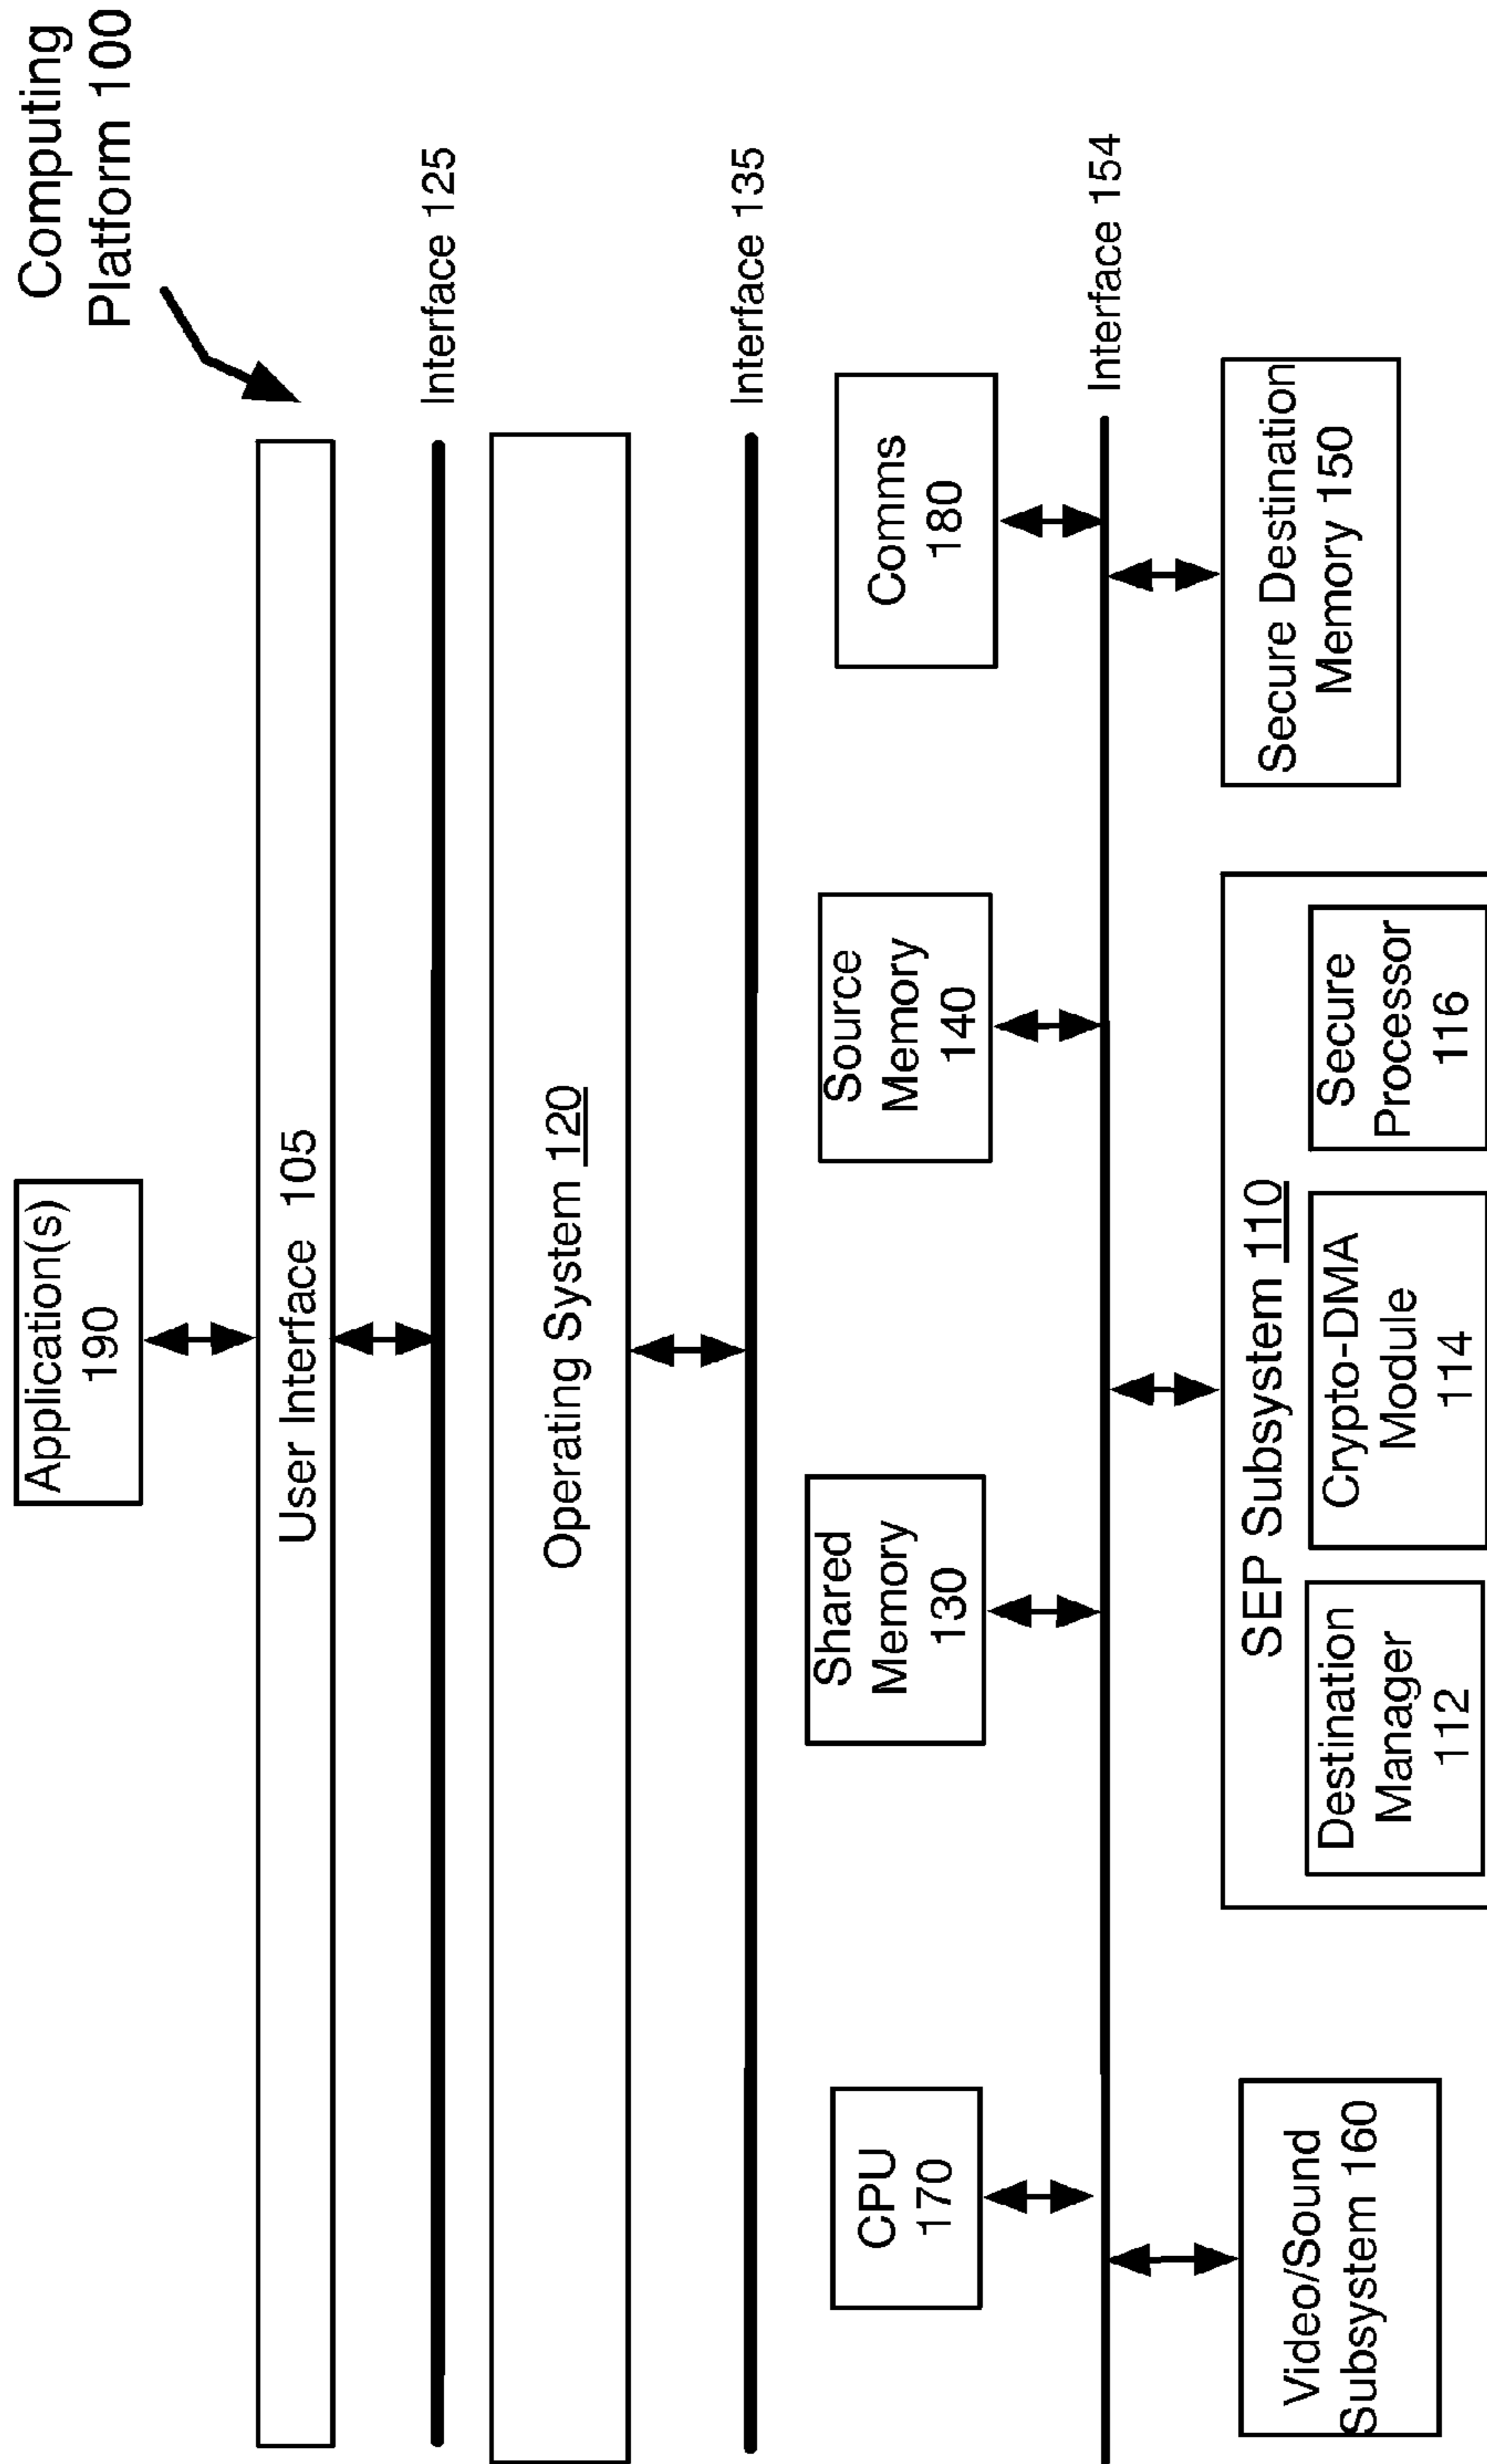 Computing
Platform 100
Application(s)
190
User Interface 105
Interface 125
Operating System 120
Interface 135
CPU
170
Shared
Memory
130
Source
Memory
140
Comms
180
Interface 154
Video/Sound
Subsystem 160
SEP Subsystem 110
Destination
Manager
112
Crypto-DMA
Module
114
Secure
Processor
116
Secure Destination
Memory 150